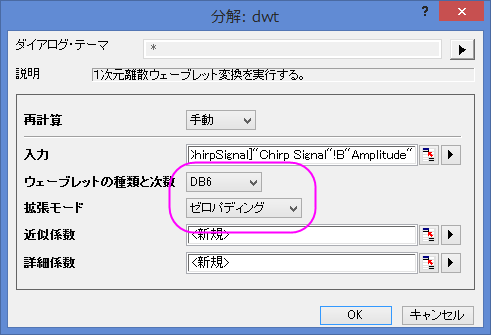 分解: dwt
ダイアログ・テーマ *
説明 1次元離散ウェーブレット変換を実行する。
再計算 手動
入力 ChirpSignal]"Chirp Signal"!B"Amplitude"
ウェーブレットの種類と次数 DB6
拡張モード ゼロパディング
近似係数 <新規>
詳細係数 <新規>
OK キャンセル